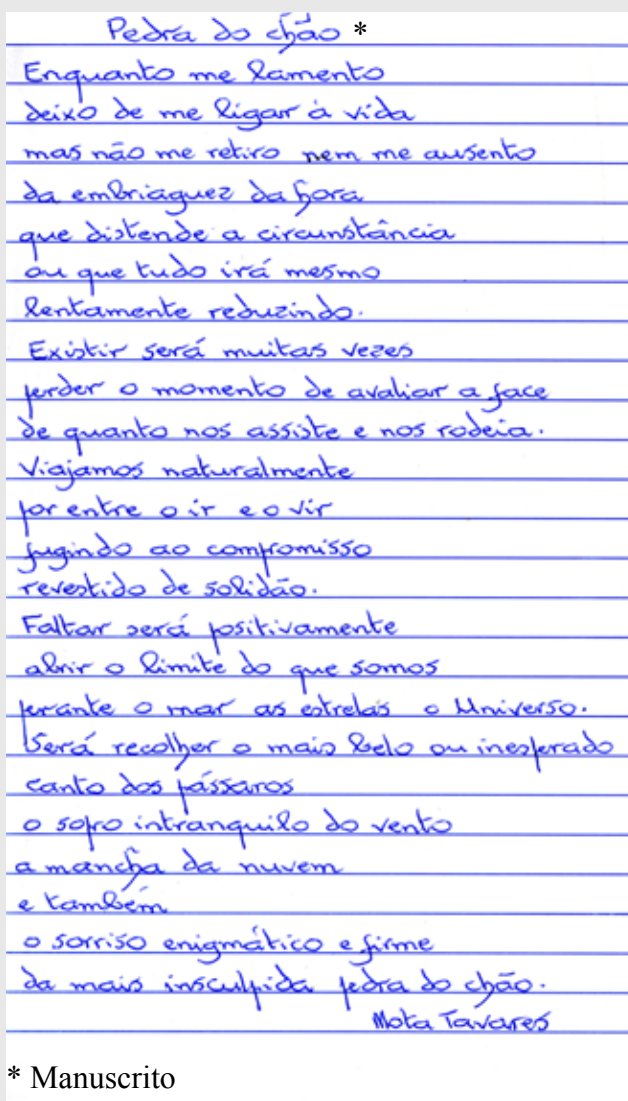 Pedra do chão *
Enquanto me lamento
deixo de me ligar à vida
mas não me retiro nem me ausento
da embriaguez da hora
que distende a circunstância
ou que tudo irá mesmo
lentamente reduzindo.
Existir será muitas vezes
perder o momento de avaliar a face
de quanto nos assiste e nos rodeia.
Viajamos naturalmente
por entre o ir e o vir
fugindo ao compromisso
revestido de solidão.
Faltar será positivamente
abrir o limite do que somos
perante o mar as estrelas o Universo.
Será recolher o mais belo ou inesperado
canto dos pássaros
o sopro intranquilo do vento
a mancha da nuvem
e também
o sorriso enigmático e firme
da mais insculpida pedra do chão.
Mota Tavares
* Manuscrito